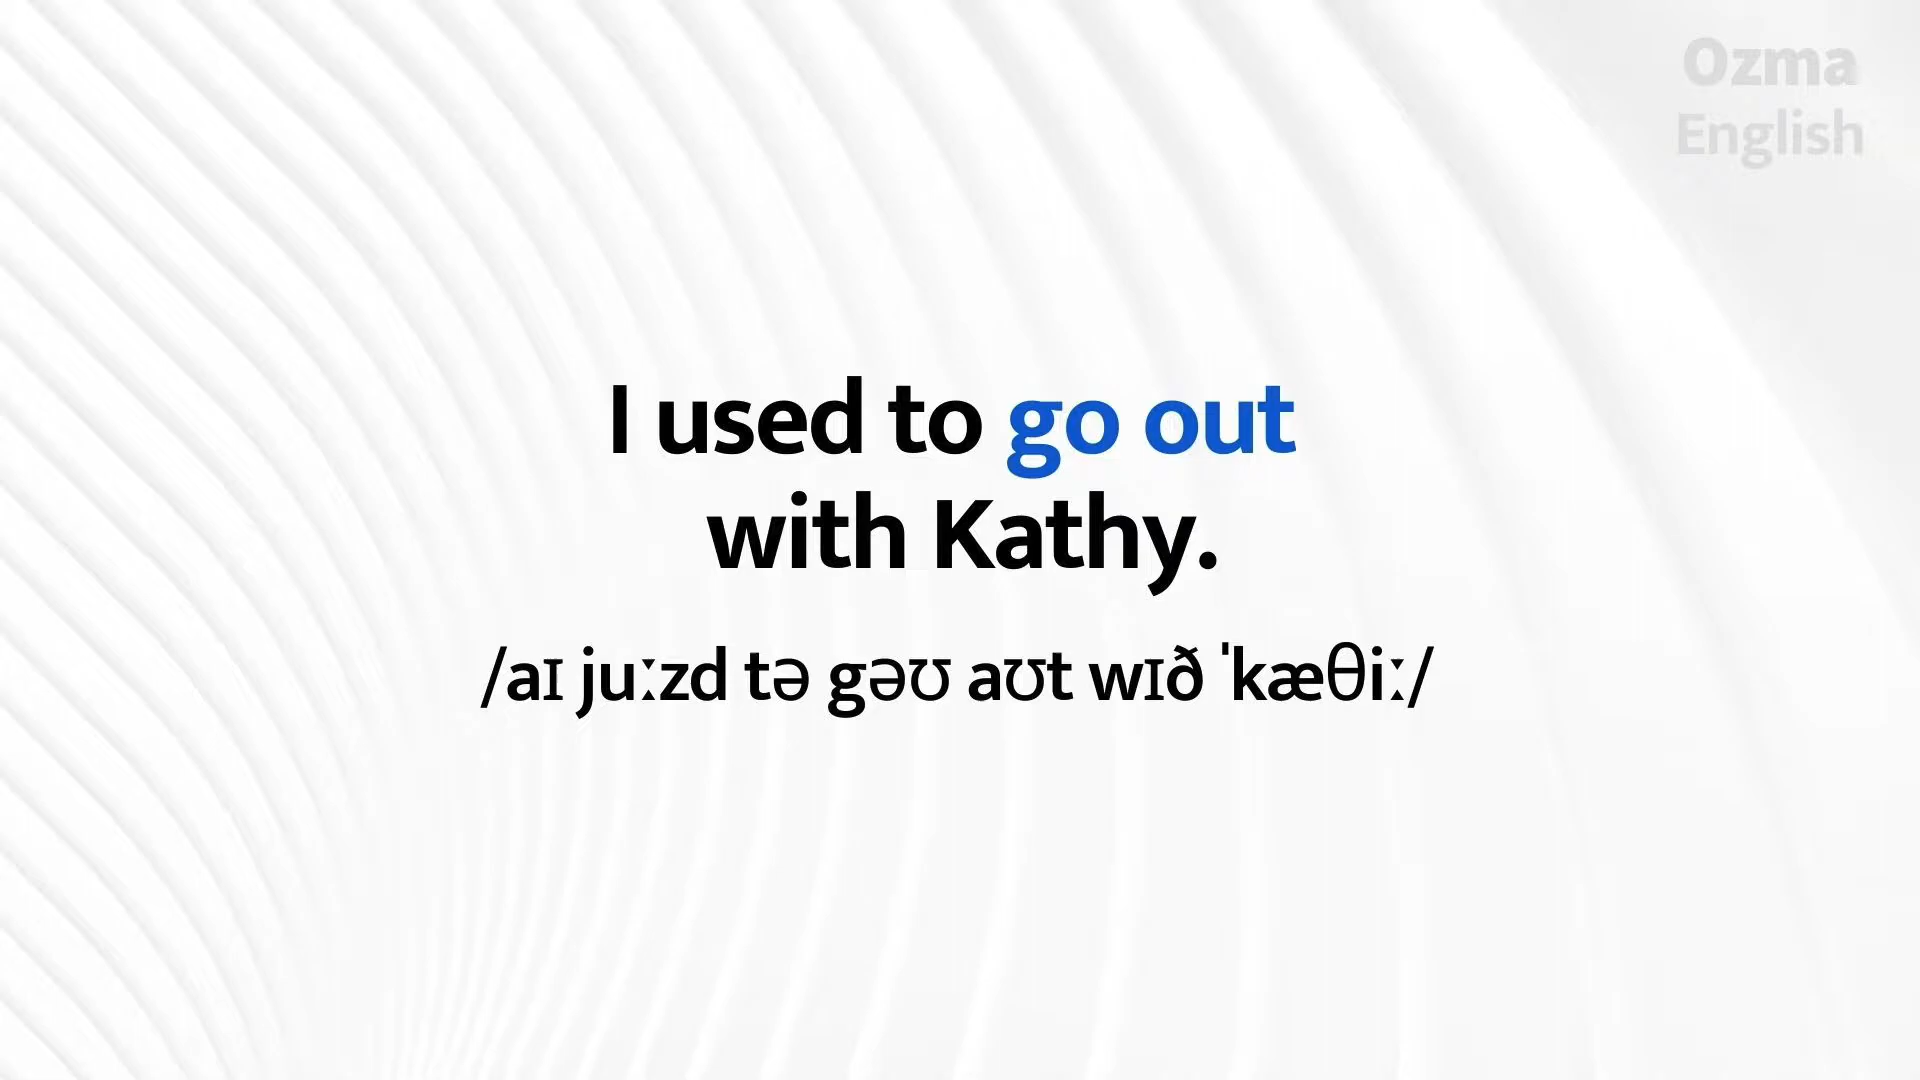 Ozma
English
I used to go out
with Kathy.
/aɪ juːzd tə gəʊ aʊt wɪð ˈkæθiː/